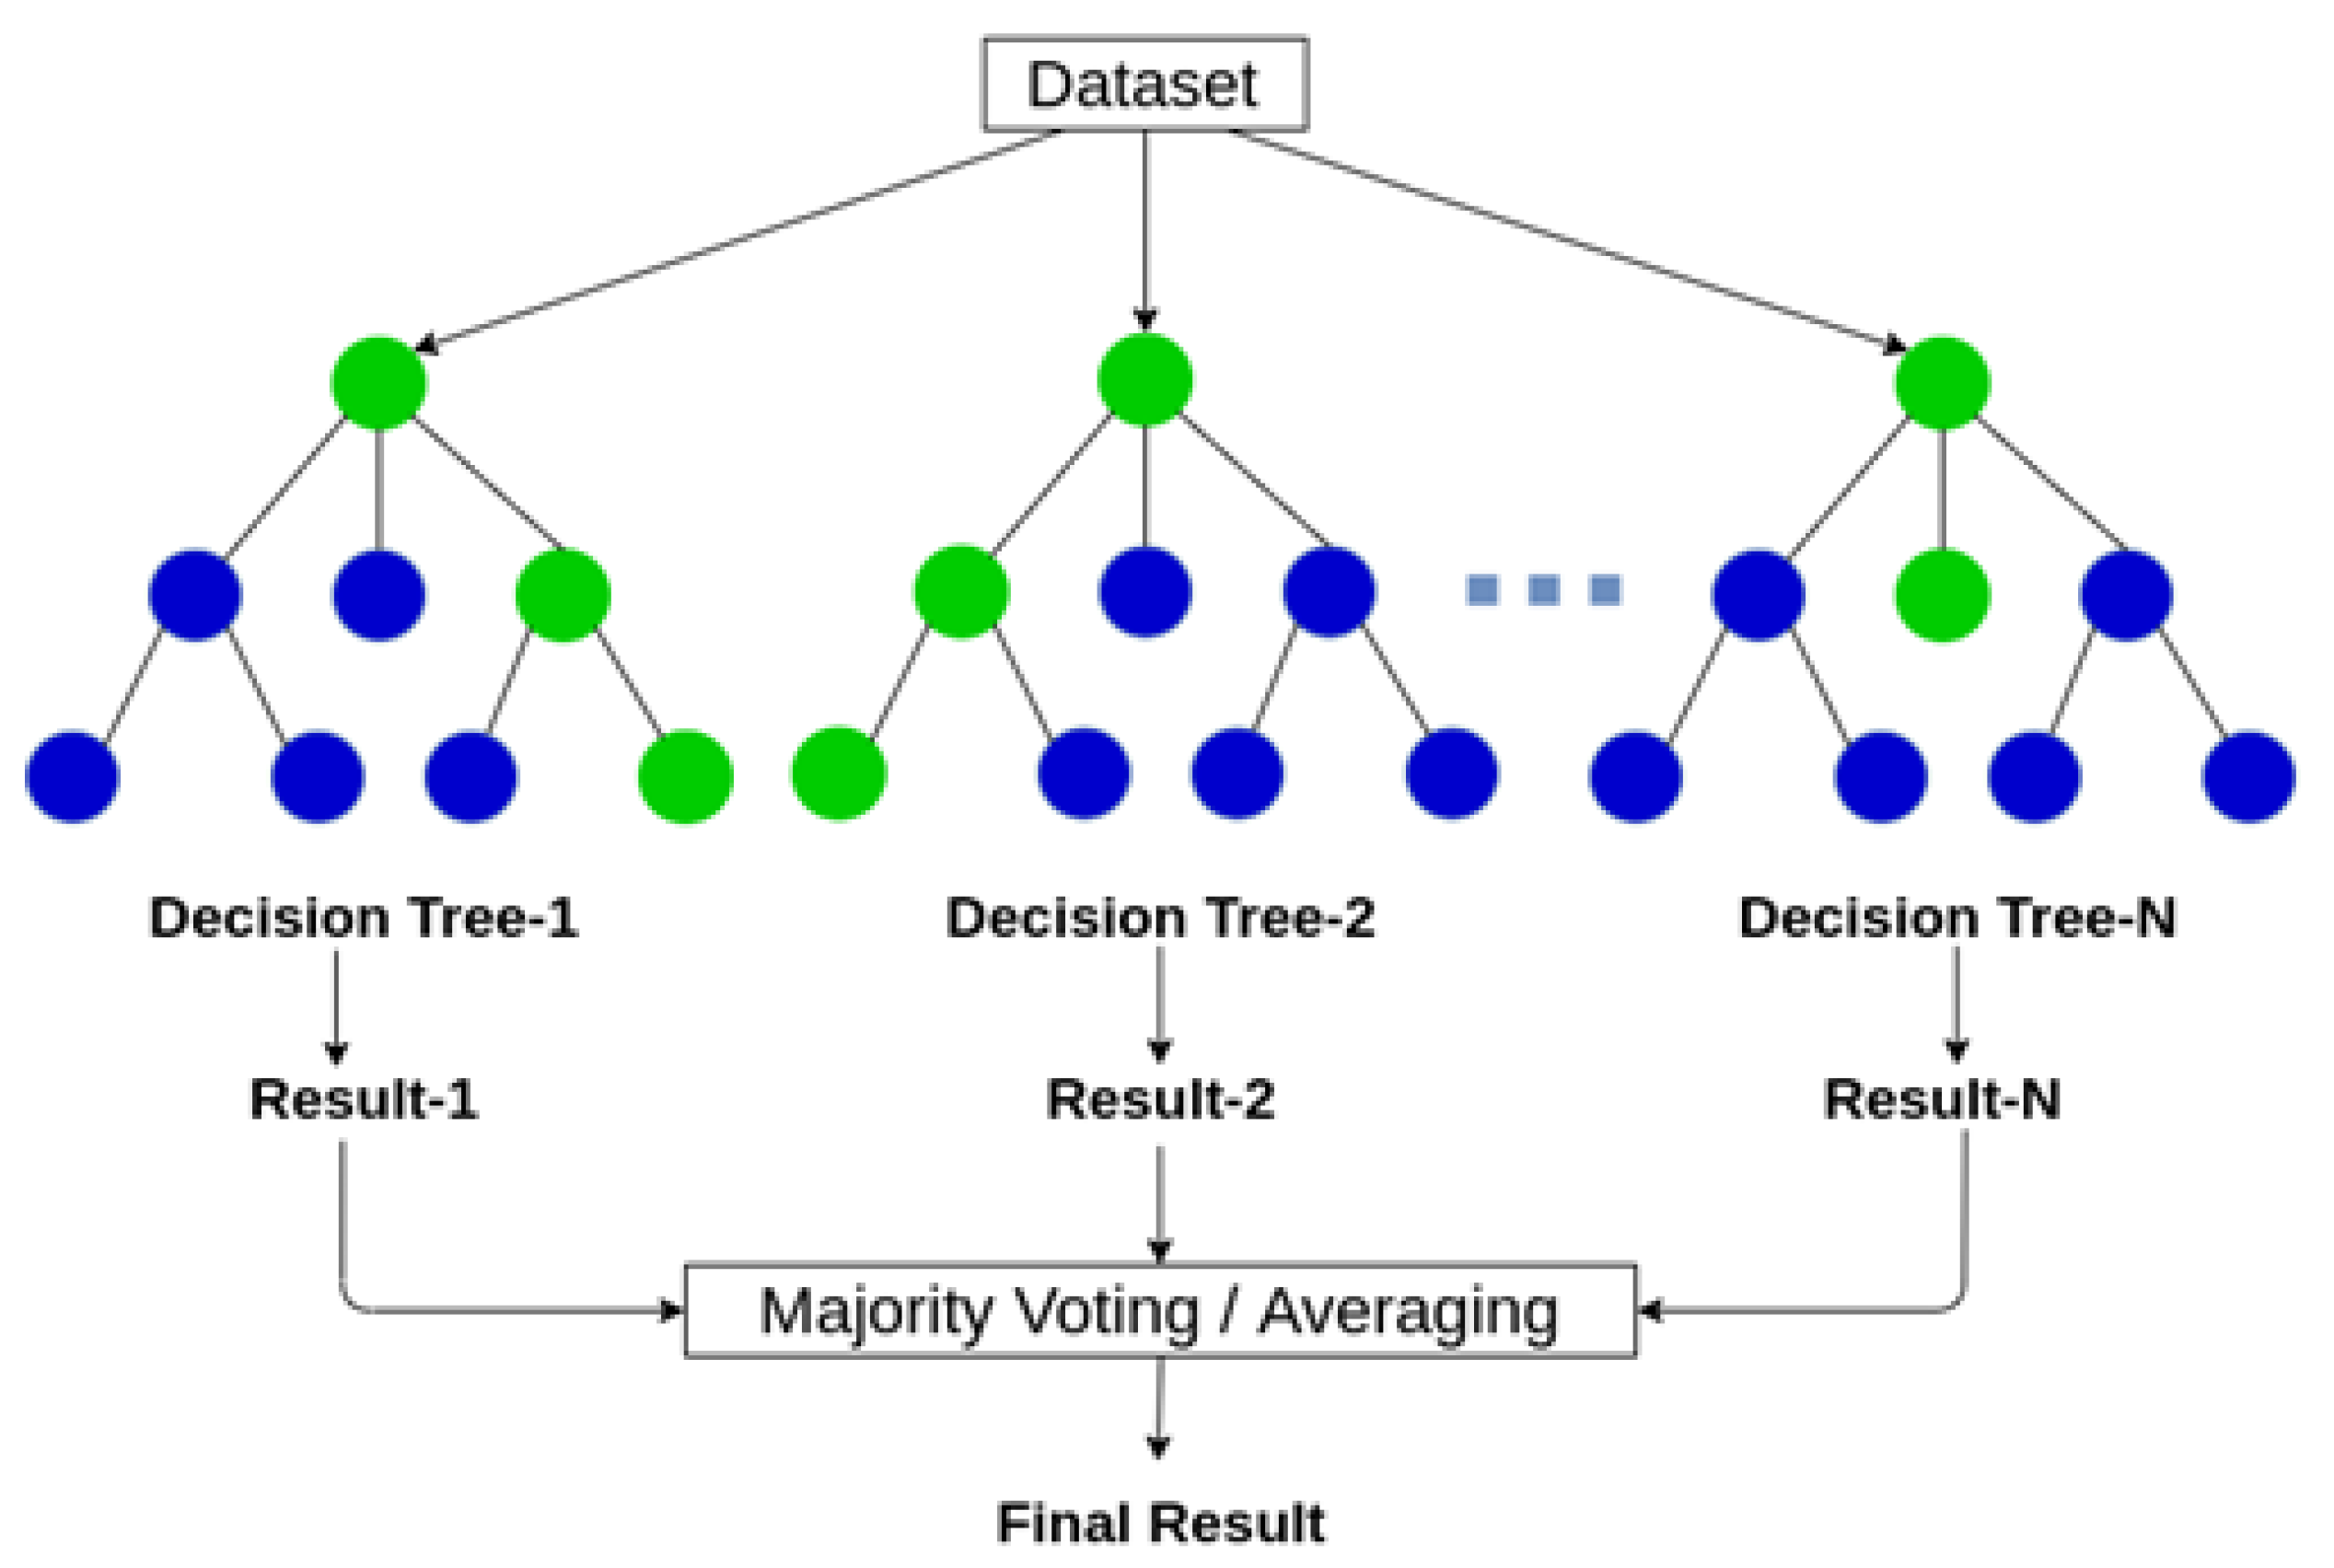 Dataset
Decision Tree-1
Decision Tree-2
Decision Tree-N
Result-1
Result-2
Result-N
Majority Voting / Averaging
Final Result